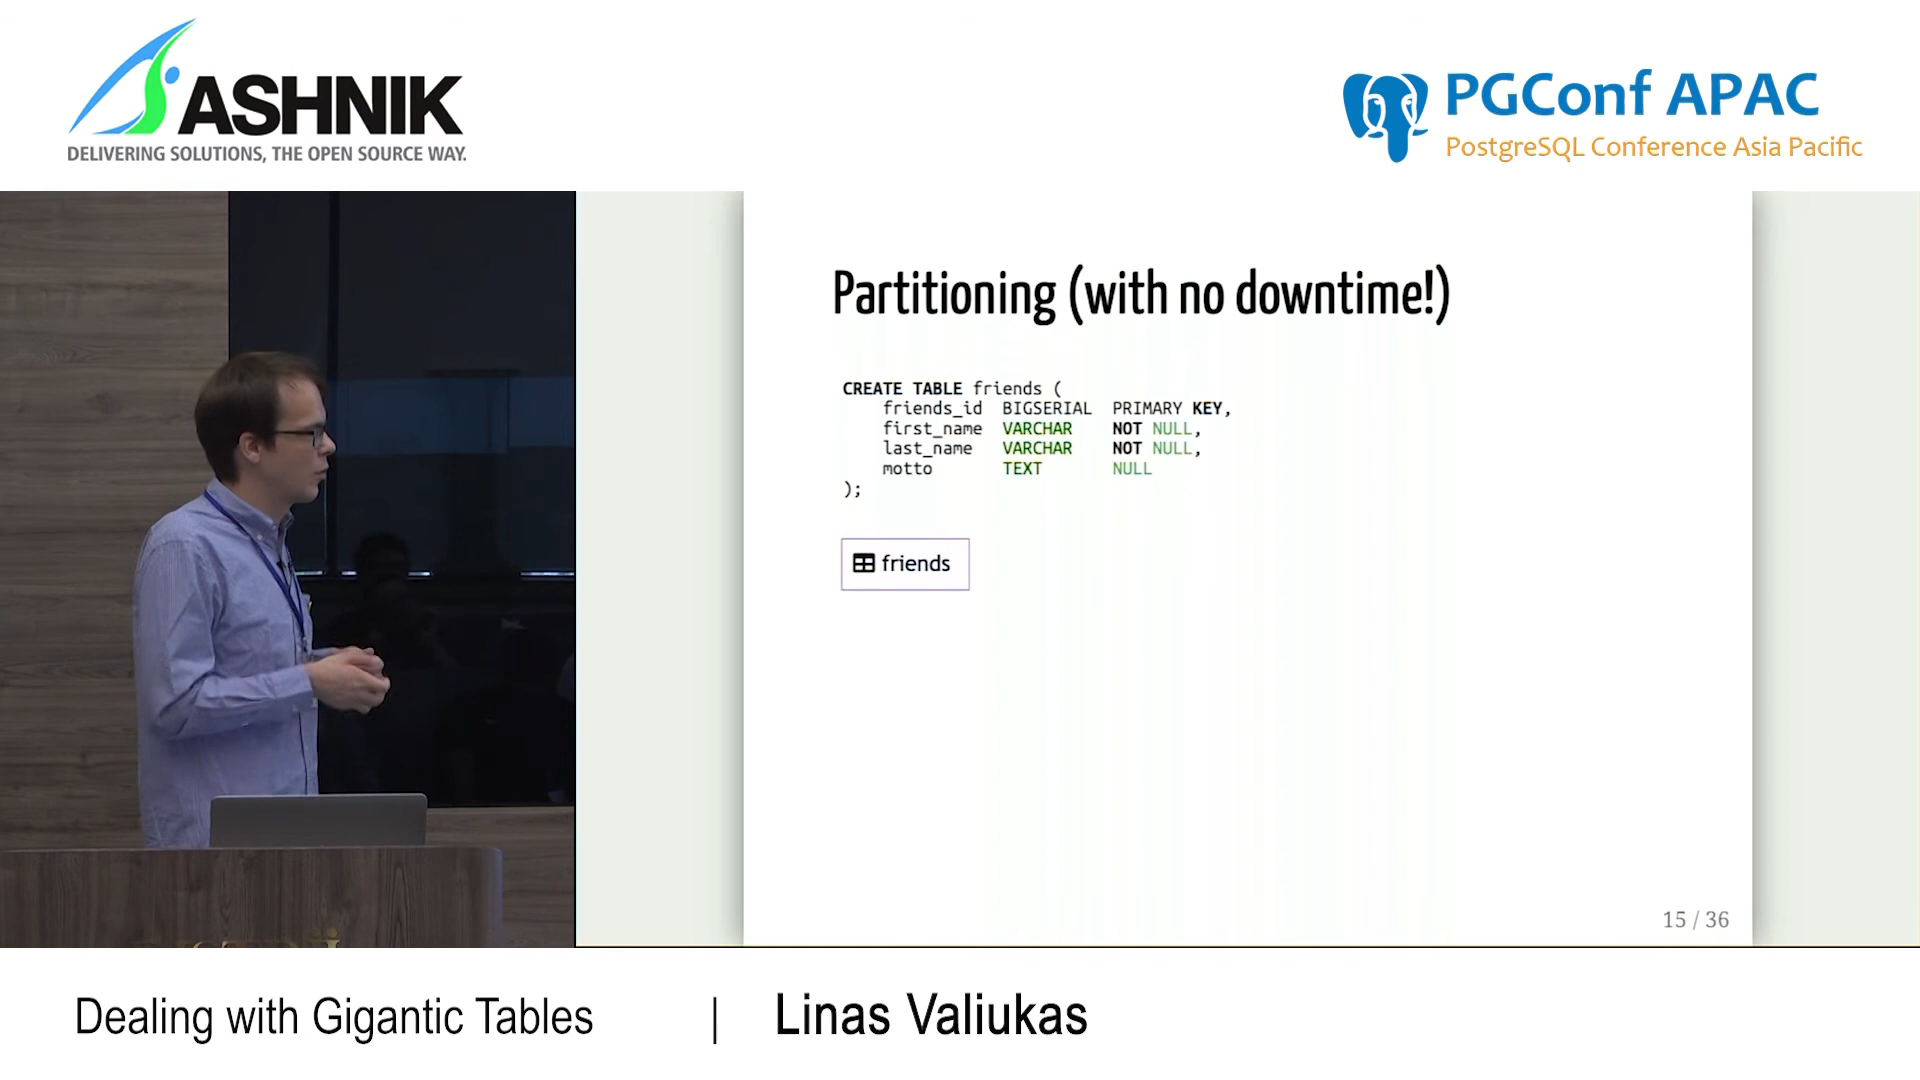 ASHNIK
DELIVERING SOLUTIONS, THE OPEN SOURCE WAY.
PGConf APAC
PostgreSQL Conference Asia Pacific
Partitioning (with no downtime!)
CREATE TABLE friends (
    friends_id  BIGSERIAL  PRIMARY KEY,
    first_name  VARCHAR    NOT NULL,
    last_name   VARCHAR    NOT NULL,
    motto       TEXT       NULL
);
friends
15 / 36
Dealing with Gigantic Tables | Linas Valiukas